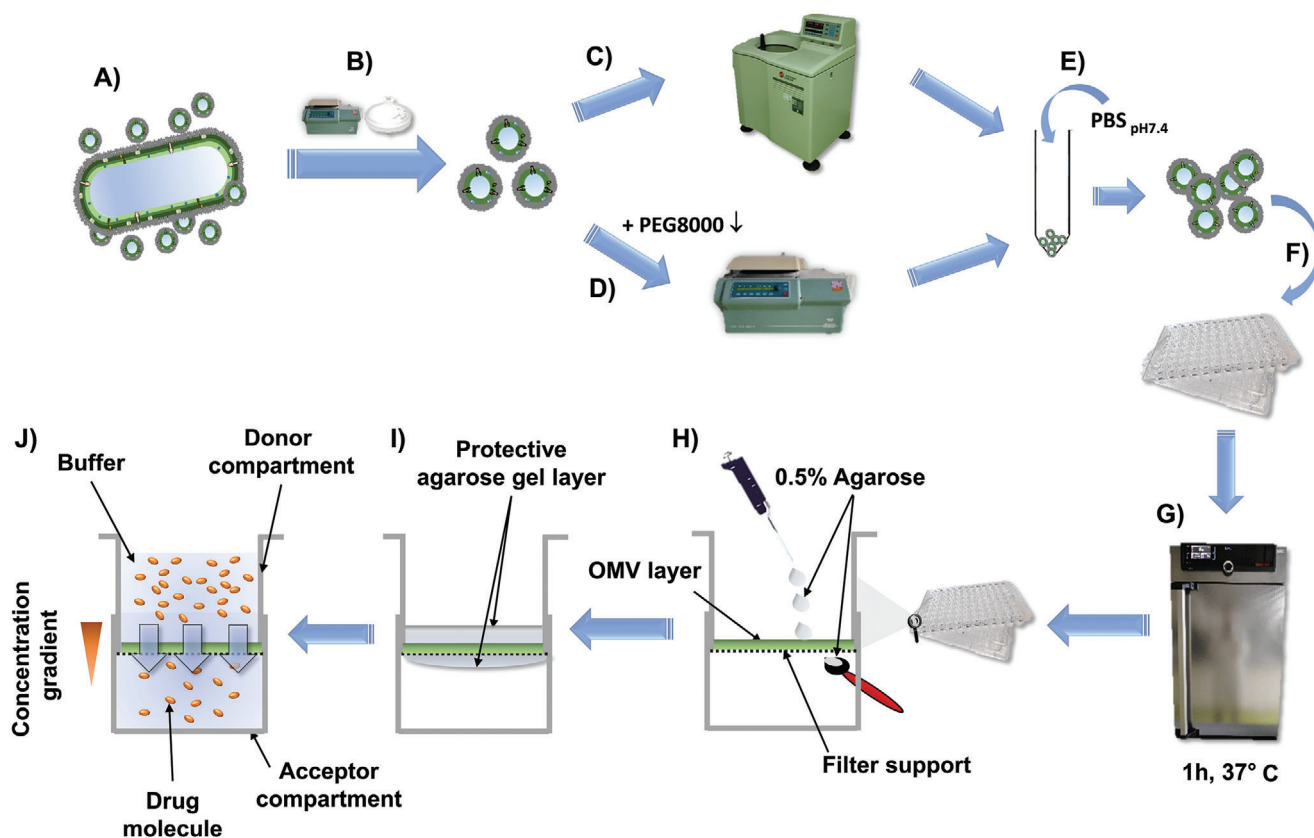 A)
B)
C)
+ PEG8000 ↓
D)
E)
PBS pH7.4
F)
G)
1h, 37° C
H)
0.5% Agarose
OMV layer
Filter support
I)
Protective
agarose gel layer
J)
Buffer
Donor
compartment
Concentration
gradient
Drug
molecule
Acceptor
compartment